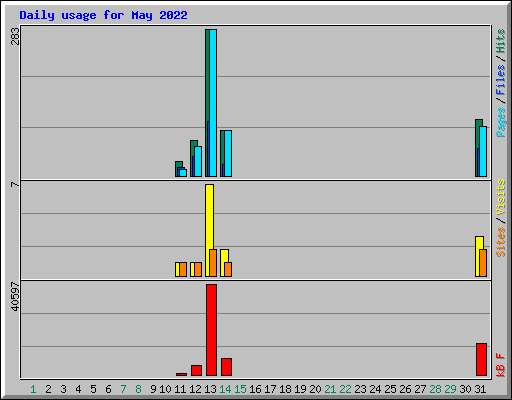 Daily usage for May 2022
283
7
40597
Pages / Files / Hits
Sites / Visits
kB F
1 2 3 4 5 6 7 8 9 10 11 12 13 14 15 16 17 18 19 20 21 22 23 24 25 26 27 28 29 30 31